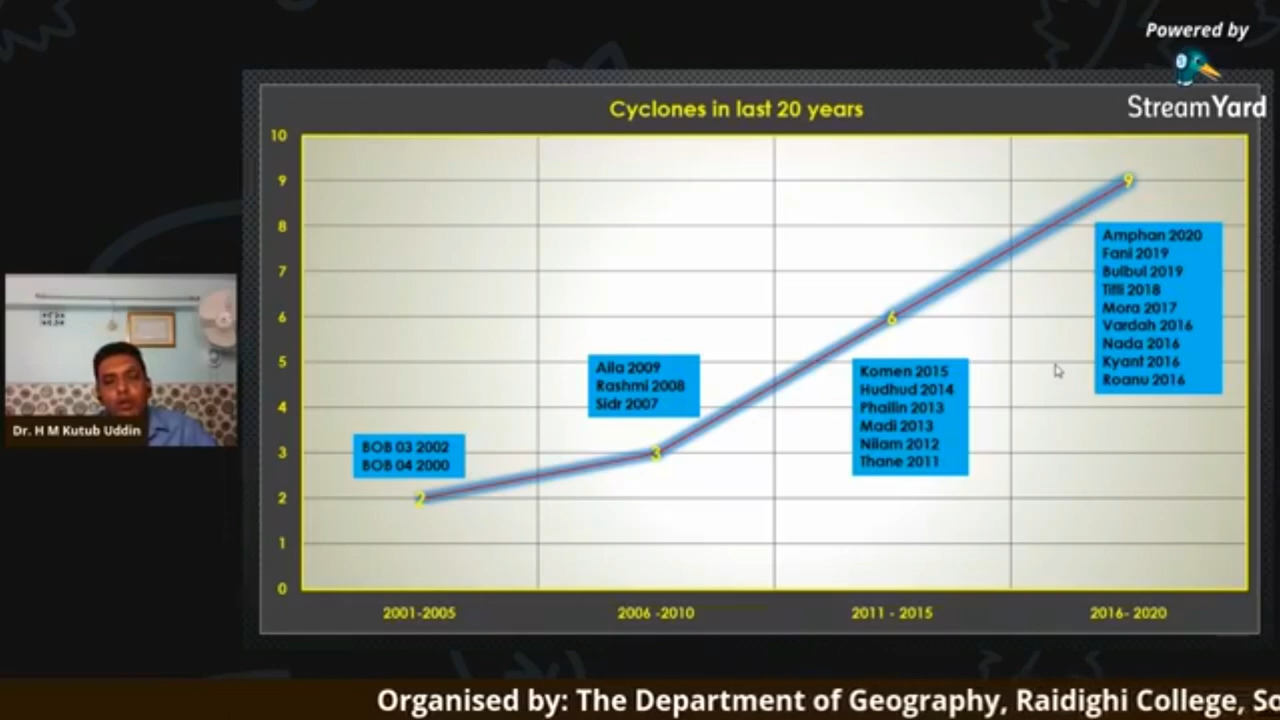 Powered by
StreamYard
Cyclones in last 20 years
10
9
8
7
6
5
4
3
2
1
0
2
3
6
9
BOB 03 2002
BOB 04 2000
Aila 2009
Rashmi 2008
Sidr 2007
Komen 2015
Hudhud 2014
Phailin 2013
Madi 2013
Nilam 2012
Thane 2011
Amphan 2020
Fani 2019
Bulbul 2019
Titli 2018
Mora 2017
Vardah 2016
Nada 2016
Kyant 2016
Roanu 2016
2001-2005
2006 -2010
2011 - 2015
2016- 2020
Dr. H M Kutub Uddin
Organised by: The Department of Geography, Raidighi College, So